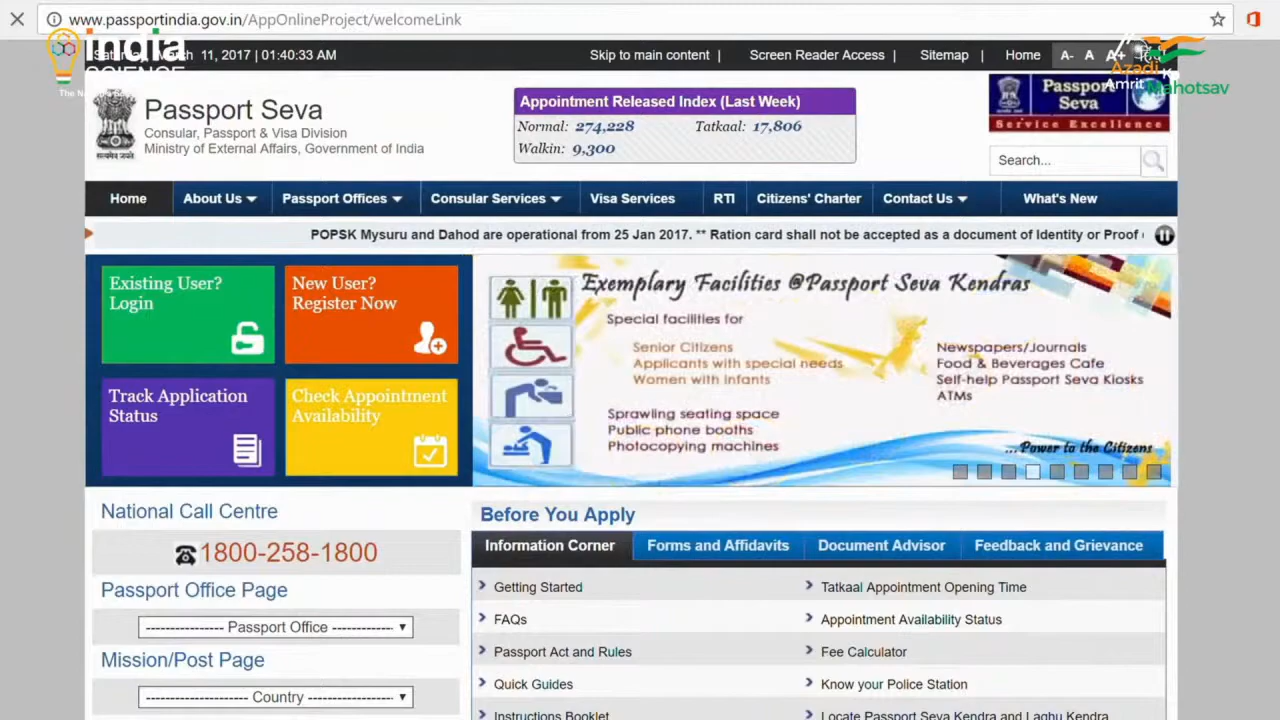 www.passportindia.gov.in/AppOnlineProject/welcomeLink
india
SCIENCE
11, 2017 | 01:40:33 AM
Skip to main content |
Screen Reader Access |
Sitemap |
Home
A-
A
A+
Azadi Ka
Amrit Mahotsav
Passport Seva
Consular, Passport & Visa Division
Ministry of External Affairs, Government of India
सत्यमेव जयते
Appointment Released Index (Last Week)
Normal: 274,228 Tatkaal: 17,806
Walkin: 9,300
Passport
Seva
Service Excellence
Search...
Home About Us Passport Offices Consular Services Visa Services RTI Citizens' Charter Contact Us What's New
POPSK Mysuru and Dahod are operational from 25 Jan 2017. ** Ration card shall not be accepted as a document of Identity or Proof
Existing User?
Login
New User?
Register Now
Track Application
Status
Check Appointment
Availability
Exemplary Facilities @Passport Seva Kendras
Special facilities for
Senior Citizens
Applicants with special needs
Women with infants
Sprawling seating space
Public phone booths
Photocopying machines
Newspapers/Journals
Food & Beverages Cafe
Self-help Passport Seva Kiosks
ATMs
...Power to the Citizens
National Call Centre
1800-258-1800
Passport Office Page
---------------- Passport Office -------------
Mission/Post Page
-------------------- Country ------------------
Before You Apply
Information Corner Forms and Affidavits Document Advisor Feedback and Grievance
Getting Started
Tatkaal Appointment Opening Time
FAQs
Appointment Availability Status
Passport Act and Rules
Fee Calculator
Quick Guides
Know your Police Station
Instructions Booklet
Locate Passport Seva Kendra and Laghu Kendra